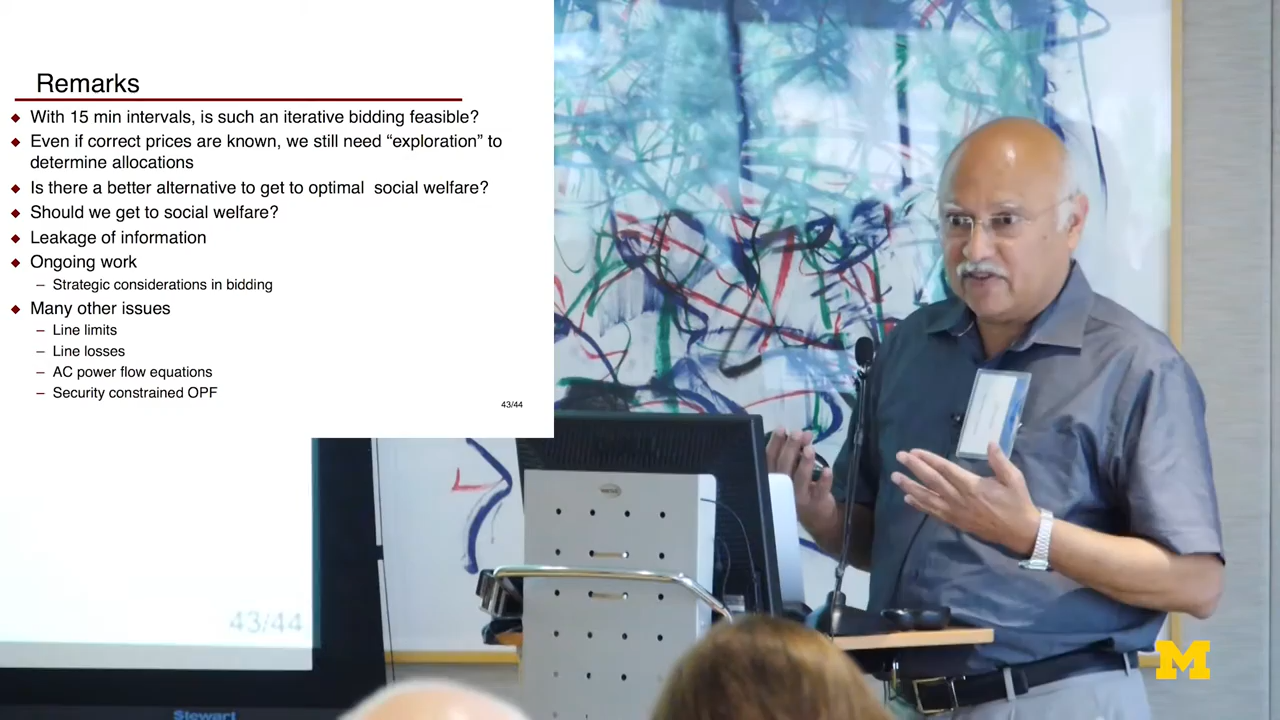 Remarks
With 15 min intervals, is such an iterative bidding feasible?
Even if correct prices are known, we still need “exploration” to
determine allocations
Is there a better alternative to get to optimal social welfare?
Should we get to social welfare?
Leakage of information
Ongoing work
– Strategic considerations in bidding
Many other issues
– Line limits
– Line losses
– AC power flow equations
– Security constrained OPF
43/44
43/44
Stewart
M